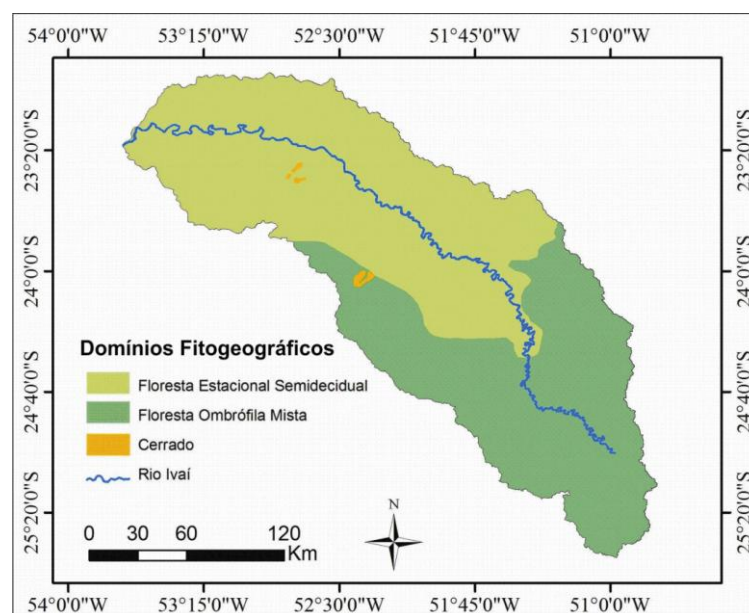 54°0'0"W 53°15'0"W 52°30'0"W 51°45'0"W 51°0'0"W
23°20'0"S 23°20'0"S
24°0'0"S 24°0'0"S
Domínios Fitogeográficos
Floresta Estacional Semidecidual
24°40'0"S 24°40'0"S
Floresta Ombrófila Mista
Cerrado
Rio Ivaí
25°20'0"S 25°20'0"S
N
0 30 60 120
Km
54°0'0"W 53°15'0"W 52°30'0"W 51°45'0"W 51°0'0"W